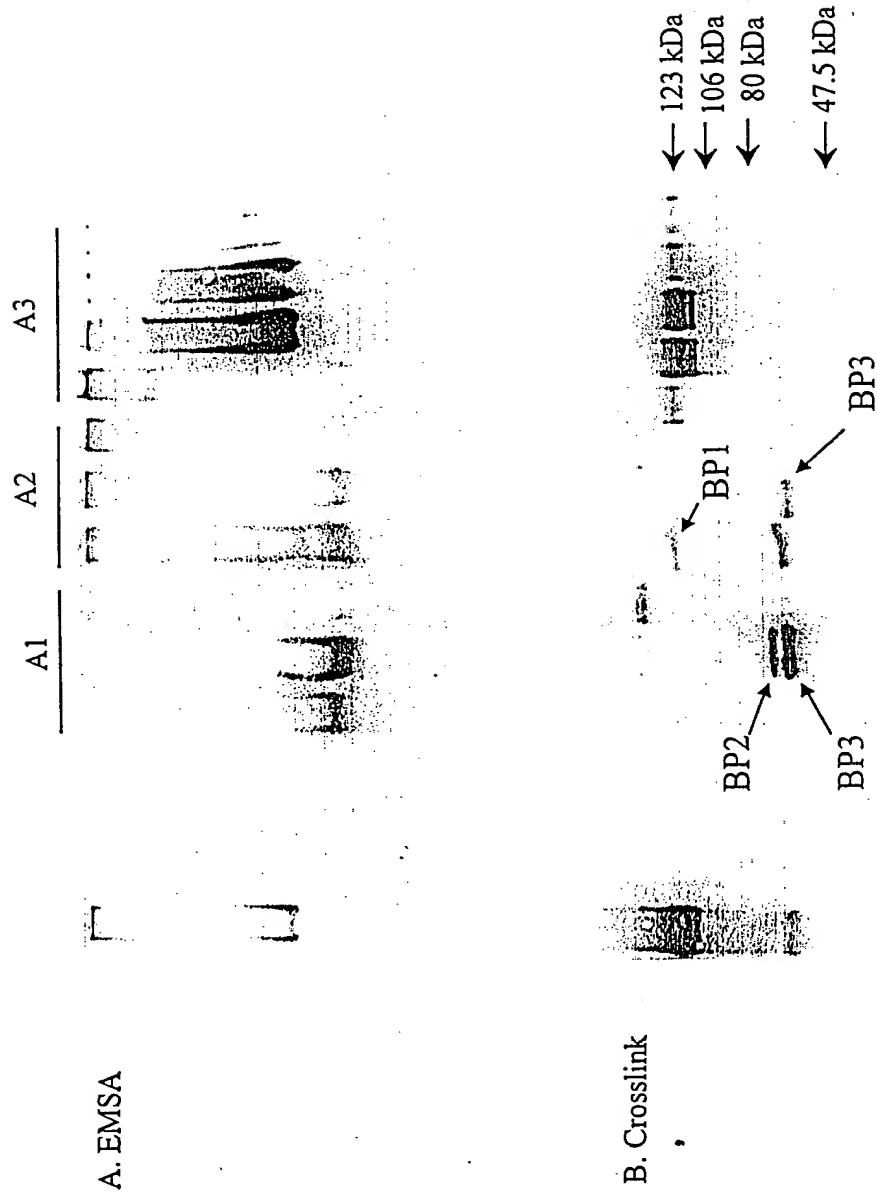 A. EMSA
A1
A2
A3
B. Crosslink
BP1
BP2
BP3
BP3
123 kDa
106 kDa
80 kDa
47.5 kDa